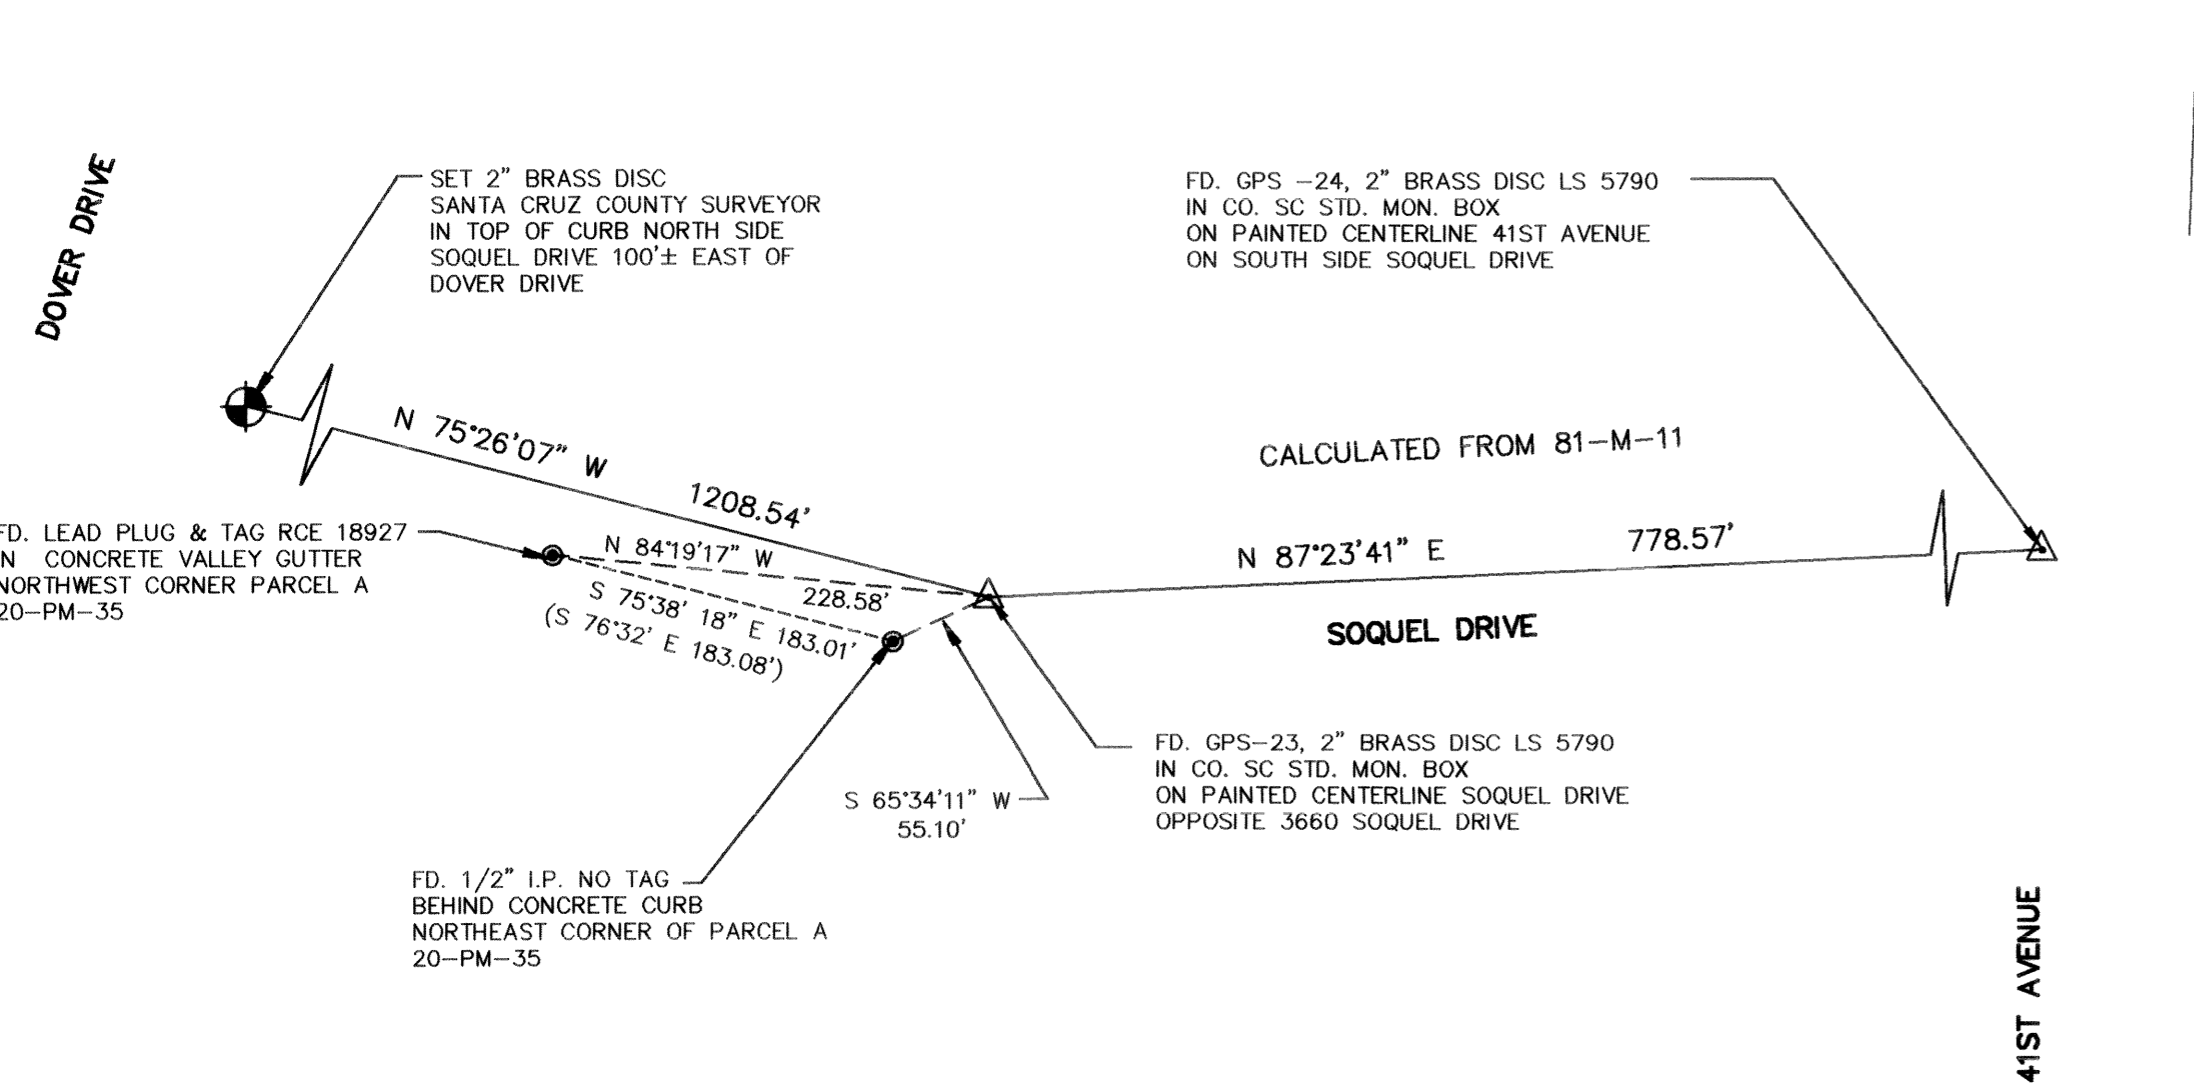 DOVER DRIVE
SET 2” BRASS DISC
SANTA CRUZ COUNTY SURVEYOR
IN TOP OF CURB NORTH SIDE
SOQUEL DRIVE 100’± EAST OF
DOVER DRIVE
FD. GPS –24, 2” BRASS DISC LS 5790
IN CO. SC STD. MON. BOX
ON PAINTED CENTERLINE 41ST AVENUE
ON SOUTH SIDE SOQUEL DRIVE
N 75°26’07” W
1208.54’
CALCULATED FROM 81–M–11
N 87°23’41” E
778.57’
SOQUEL DRIVE
FD. LEAD PLUG & TAG RCE 18927
IN CONCRETE VALLEY GUTTER
NORTHWEST CORNER PARCEL A
20–PM–35
N 84°19’17” W
228.58’
S 75°38’ 18” E 183.01’
(S 76°32’ E 183.08’)
FD. GPS–23, 2” BRASS DISC LS 5790
IN CO. SC STD. MON. BOX
ON PAINTED CENTERLINE SOQUEL DRIVE
OPPOSITE 3660 SOQUEL DRIVE
S 65°34’11” W
55.10’
FD. 1/2” I.P. NO TAG
BEHIND CONCRETE CURB
NORTHEAST CORNER OF PARCEL A
20–PM–35
41ST AVENUE